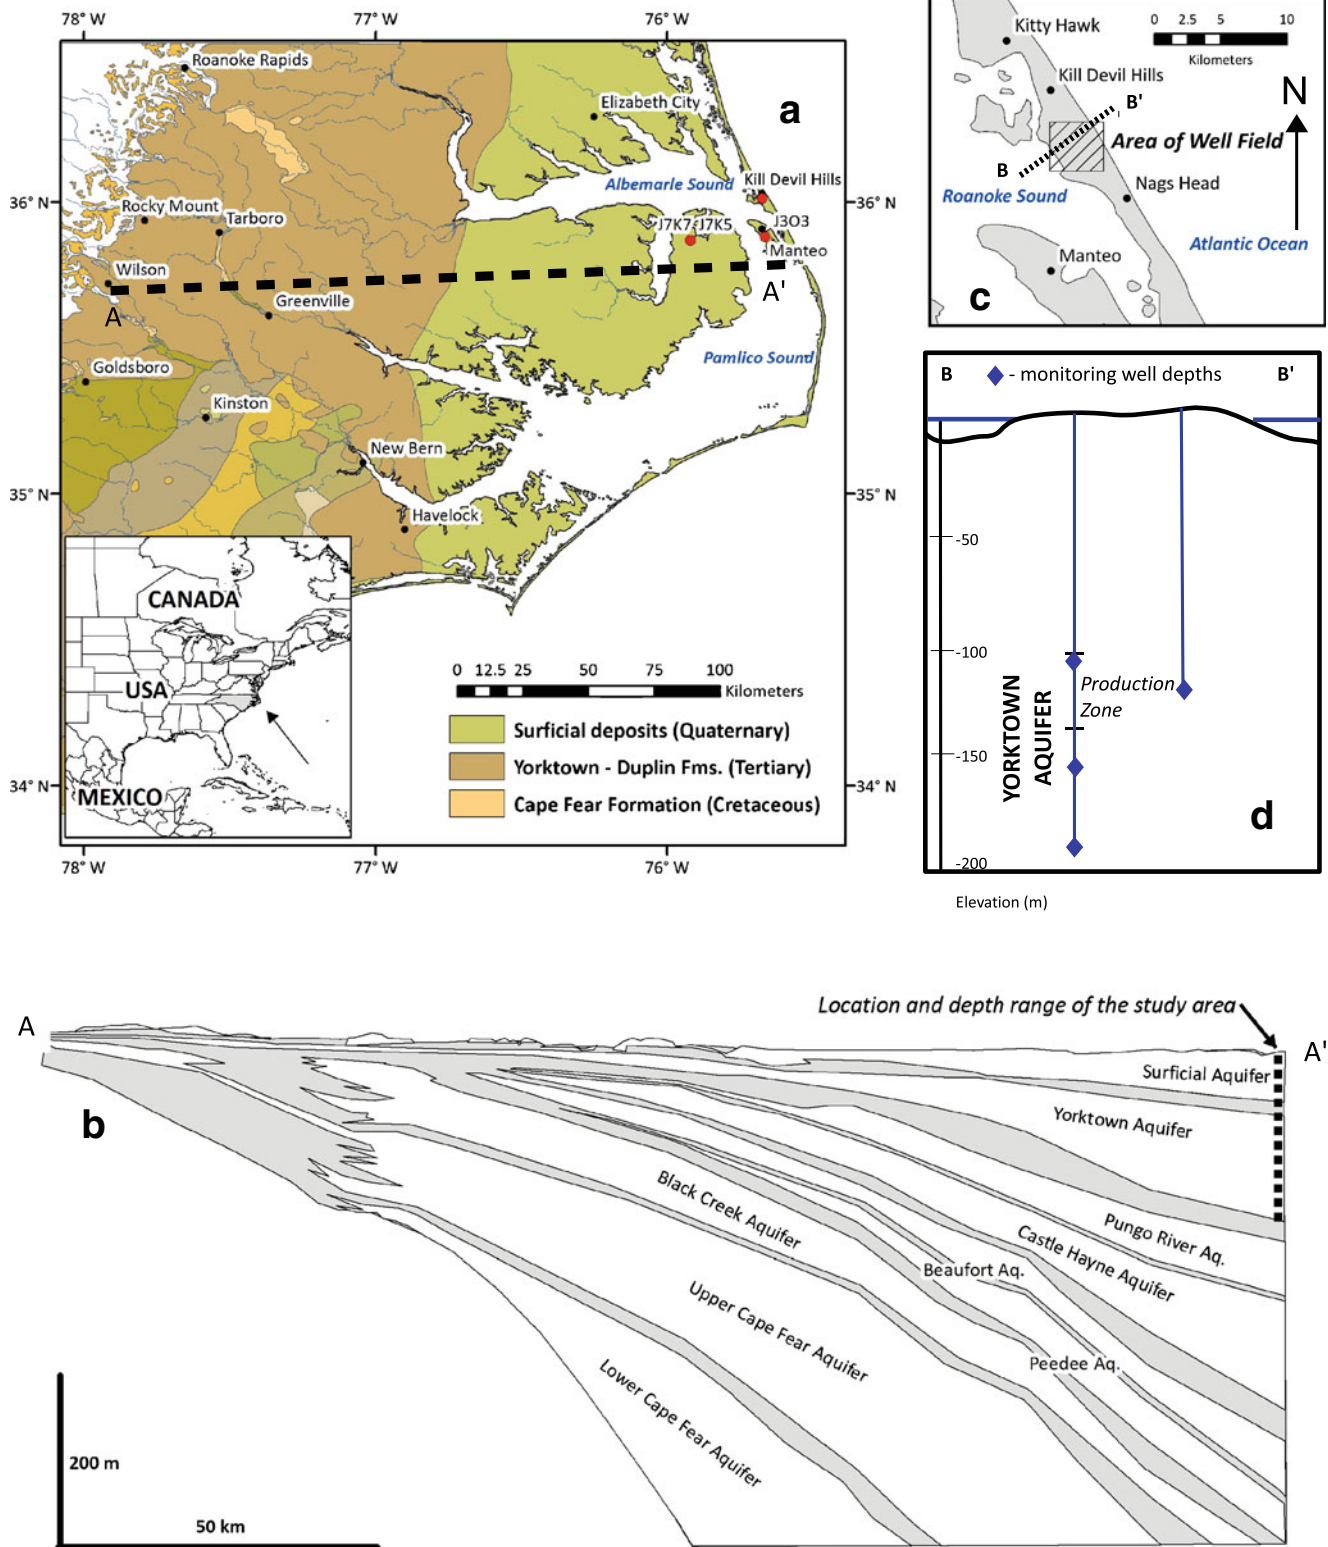 78° W
77° W
76° W
Roanoke Rapids
Elizabeth City
a
Albemarle Sound
Kill Devil Hills
36° N
36° N
Rocky Mount
Tarboro
J7K7
J7K5
J3O3
Manteo
Wilson
A
Greenville
A'
Pamlico Sound
Goldsboro
Kinston
New Bern
35° N
35° N
Havelock
CANADA
USA
MEXICO
0 12.5 25 50 75 100
Kilometers
Surficial deposits (Quaternary)
Yorktown - Duplin Fms. (Tertiary)
Cape Fear Formation (Cretaceous)
34° N
34° N
78° W
77° W
76° W
Kitty Hawk
0 2.5 5 10
Kilometers
Kill Devil Hills
N
B'
Area of Well Field
B
Roanoke Sound
Nags Head
Atlantic Ocean
Manteo
c
B
- monitoring well depths
B'
-50
-100
Production
Zone
YORKTOWN
AQUIFER
-150
d
-200
Elevation (m)
Location and depth range of the study area
A
A'
b
Surficial Aquifer
Yorktown Aquifer
Pungo River Aq.
Castle Hayne Aquifer
Beaufort Aq.
Black Creek Aquifer
Peedee Aq.
Upper Cape Fear Aquifer
Lower Cape Fear Aquifer
200 m
50 km